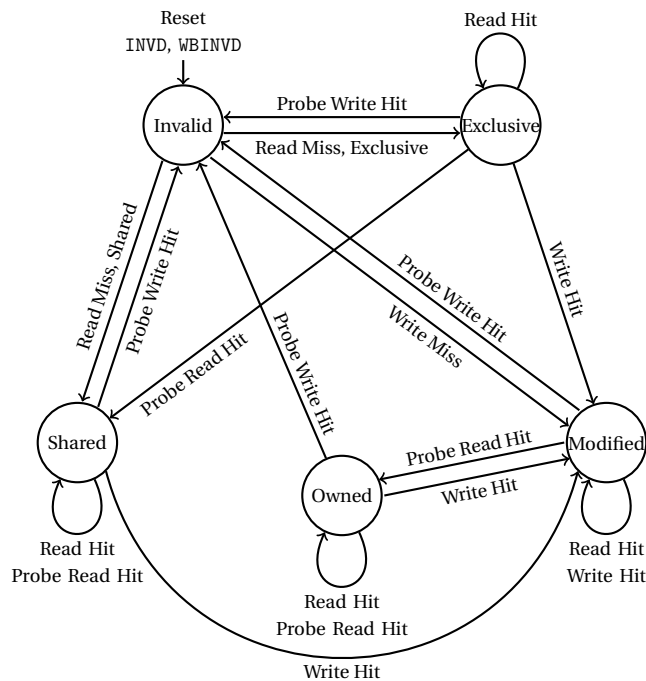 Reset
INVD, WBINVD
Read Hit
Invalid
Probe Write Hit
Exclusive
Read Miss, Exclusive
Read Miss, Shared
Probe Write Hit
Probe Read Hit
Probe Write Hit
Write Miss
Probe Write Hit
Write Hit
Shared
Probe Read Hit
Modified
Owned
Write Hit
Read Hit
Probe Read Hit
Read Hit
Write Hit
Read Hit
Probe Read Hit
Write Hit